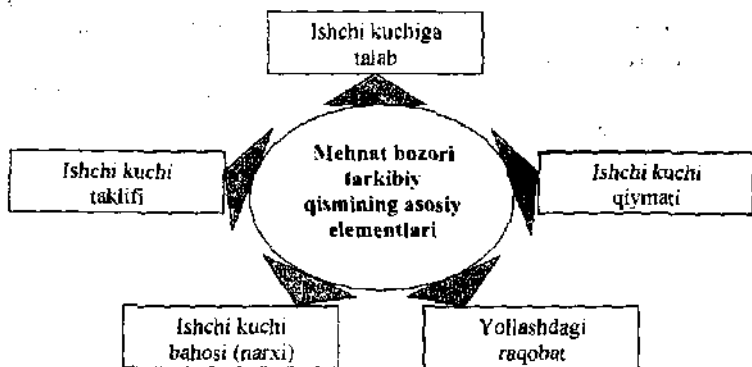 Ishchi kuchiga
talab
Ishchi kuchi
taklifi
Mehnat bozori
tarkibiy
qismining asosiy
elementlari
Ishchi kuchi
qiymati
Ishchi kuchi
bahosi (narxi)
Yollashdagi
raqobat